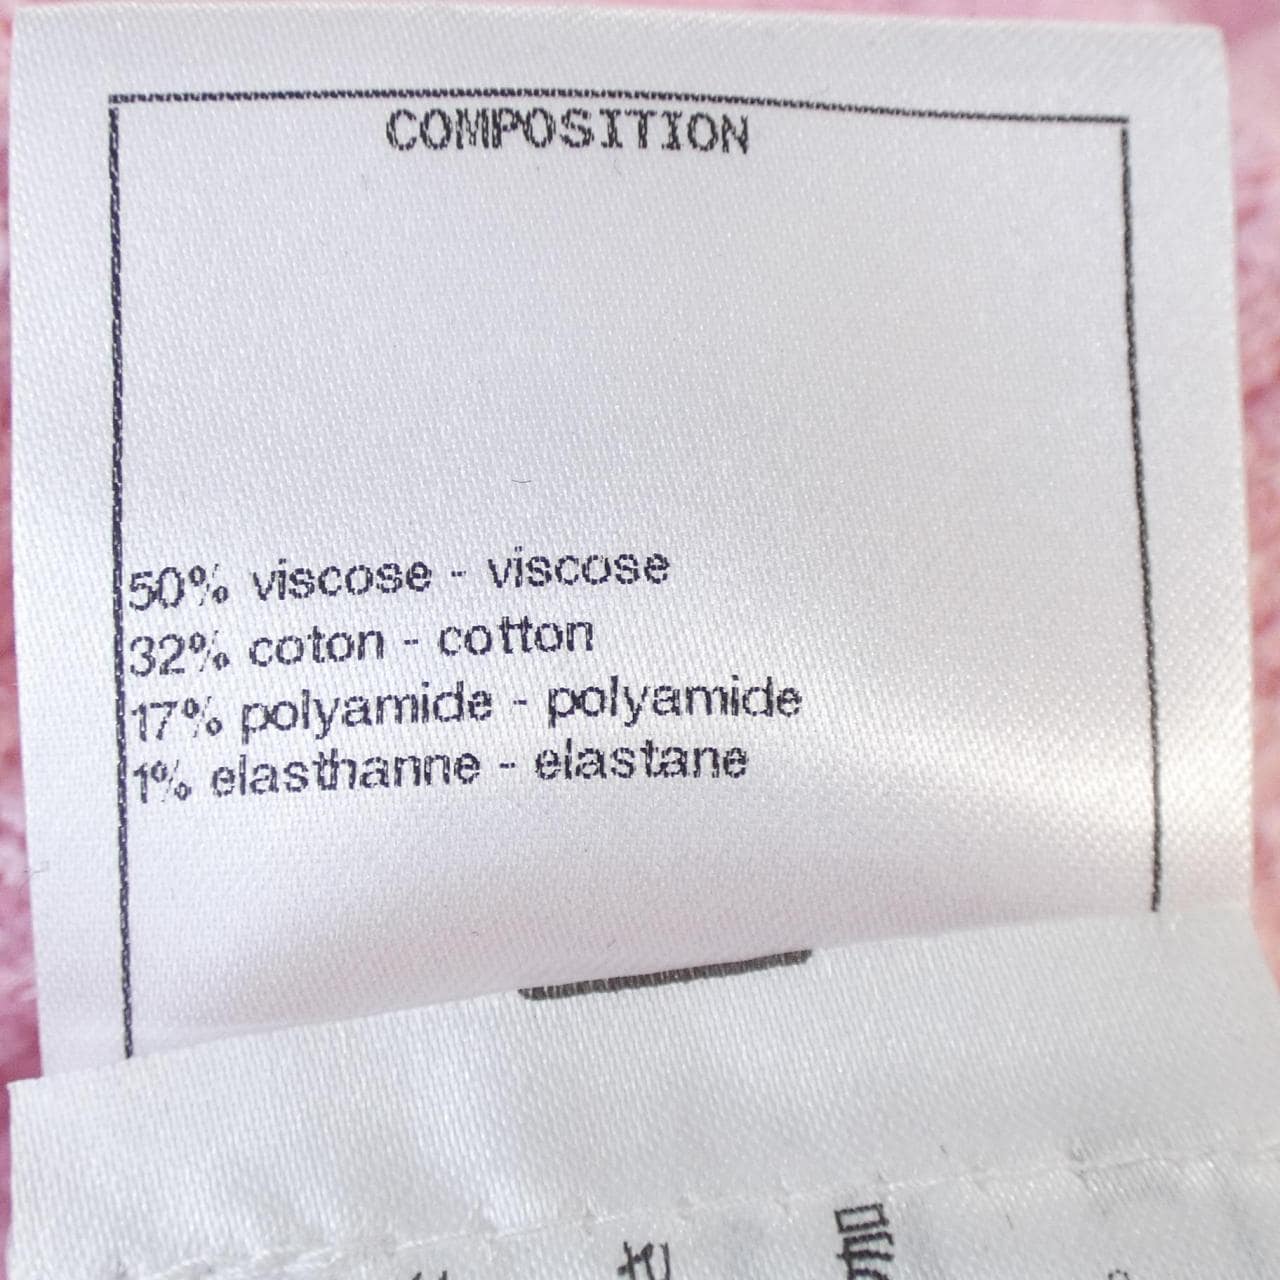 COMPOSITION
50% viscose - viscose
32% coton - cotton
17% polyamide - polyamide
1% elasthanne - elastane